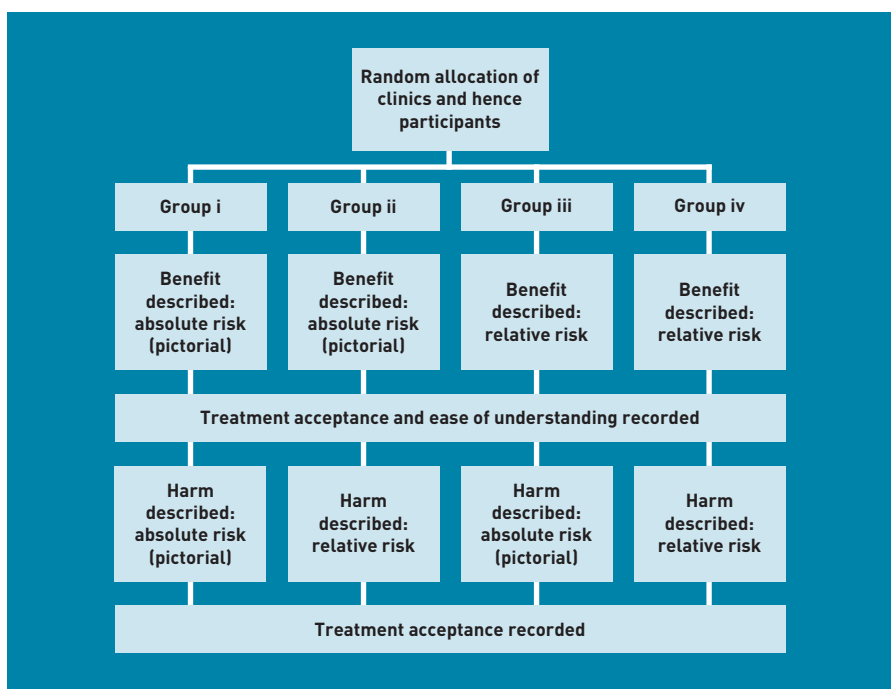 Random allocation of
clinics and hence
participants
Group i
Group ii
Group iii
Group iv
Benefit
described:
absolute risk
(pictorial)
Benefit
described:
absolute risk
(pictorial)
Benefit
described:
relative risk
Benefit
described:
relative risk
Treatment acceptance and ease of understanding recorded
Harm
described:
absolute risk
(pictorial)
Harm
described:
relative risk
Harm
described:
absolute risk
(pictorial)
Harm
described:
relative risk
Treatment acceptance recorded